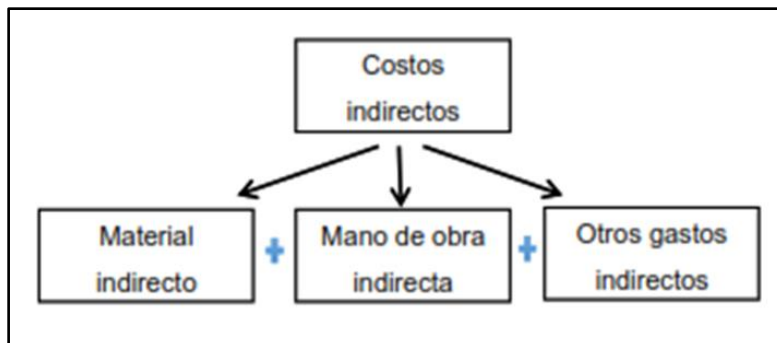 Costos
indirectos
Material
indirecto
+
Mano de obra
indirecta
+
Otros gastos
indirectos